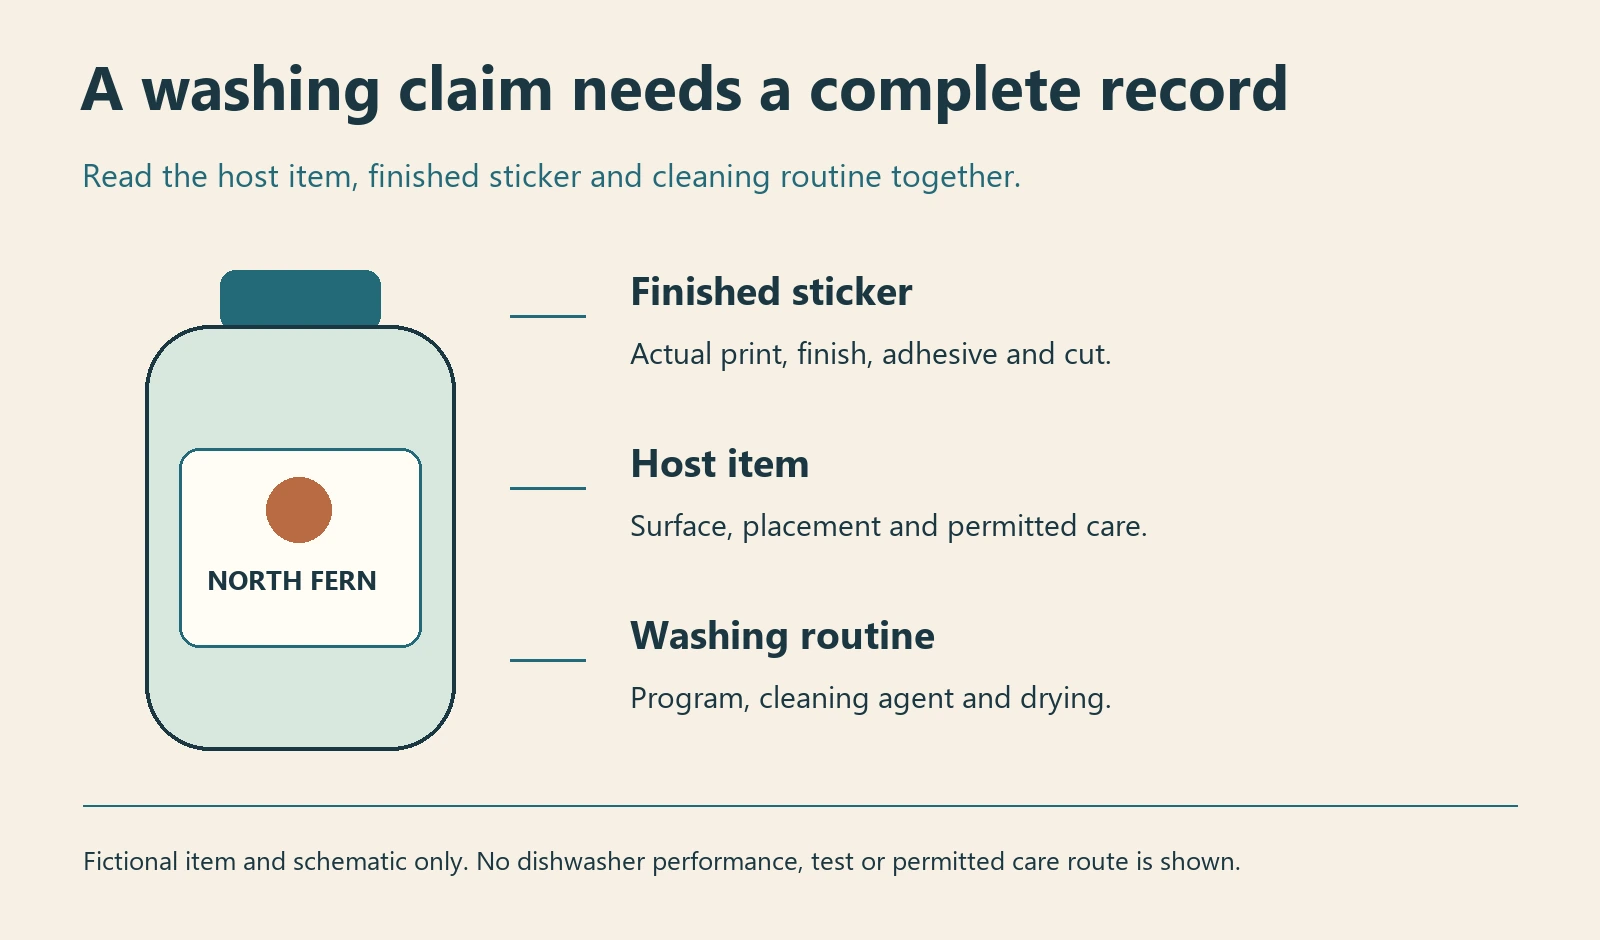 A washing claim needs a complete record
Read the host item, finished sticker and cleaning routine together.
NORTH FERN
Finished sticker
Actual print, finish, adhesive and cut.
Host item
Surface, placement and permitted care.
Washing routine
Program, cleaning agent and drying.
Fictional item and schematic only. No dishwasher performance, test or permitted care route is shown.